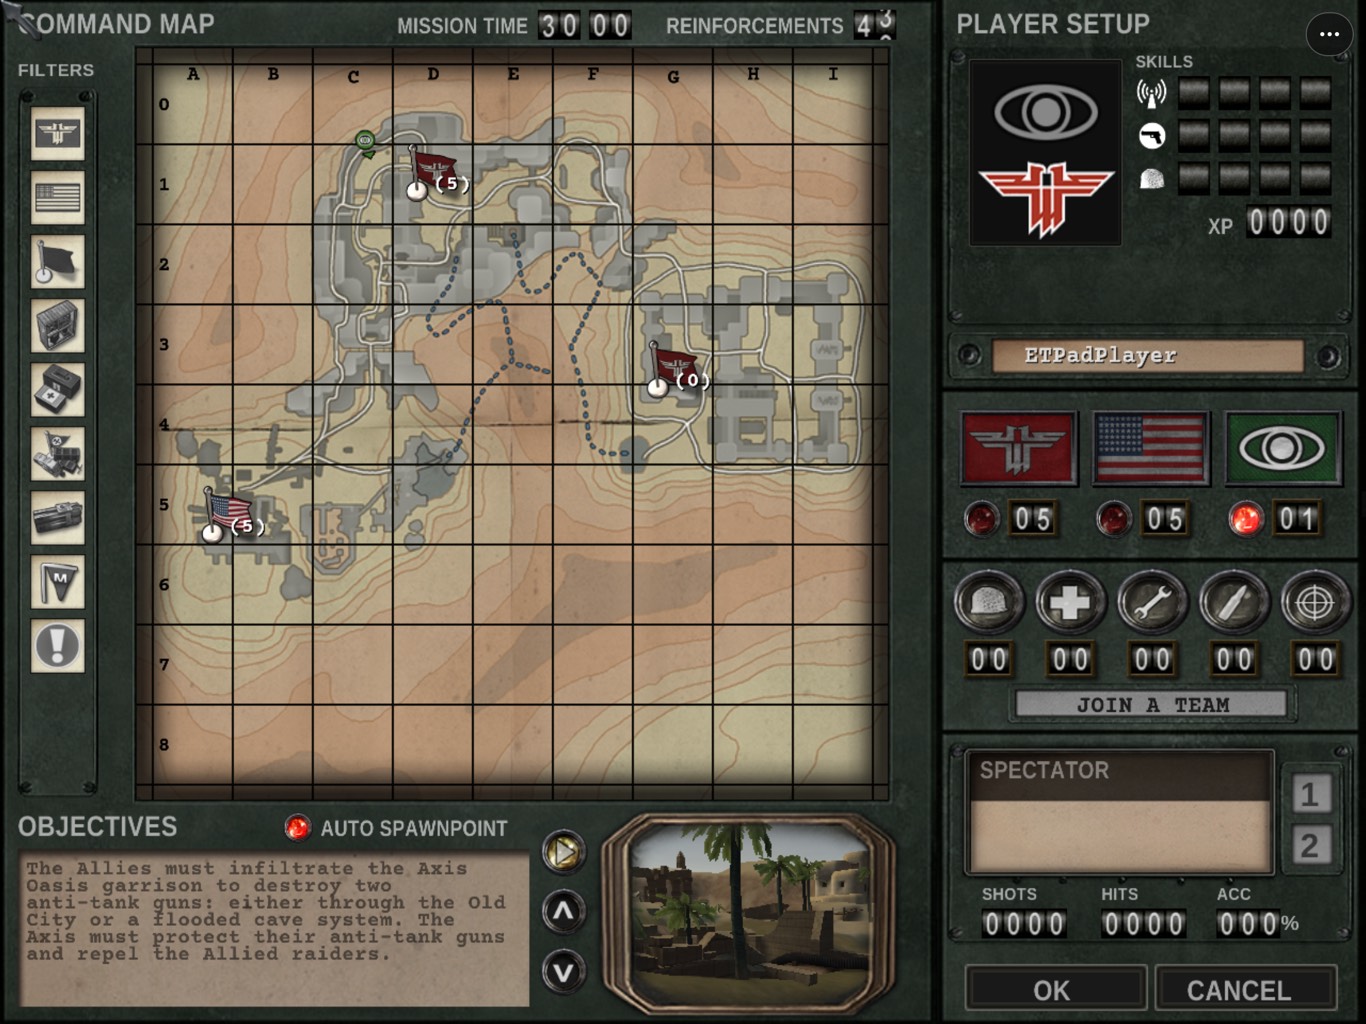 COMMAND MAP
MISSION TIME 30 00
REINFORCEMENTS 4
PLAYER SETUP
FILTERS
A B C D E F G H I
0
1
2
3
4
5
6
7
8
(5)
(0)
(5)
M
SKILLS
XP 0000
ETPadPlayer
05 05 01
00 00 00 00 00
JOIN A TEAM
SPECTATOR
1
2
SHOTS HITS ACC
0000 0000 000%
OBJECTIVES
AUTO SPAWNPOINT
The Allies must infiltrate the Axis
Oasis garrison to destroy two
anti-tank guns: either through the Old
City or a flooded cave system. The
Axis must protect their anti-tank guns
and repel the Allied raiders.
OK
CANCEL